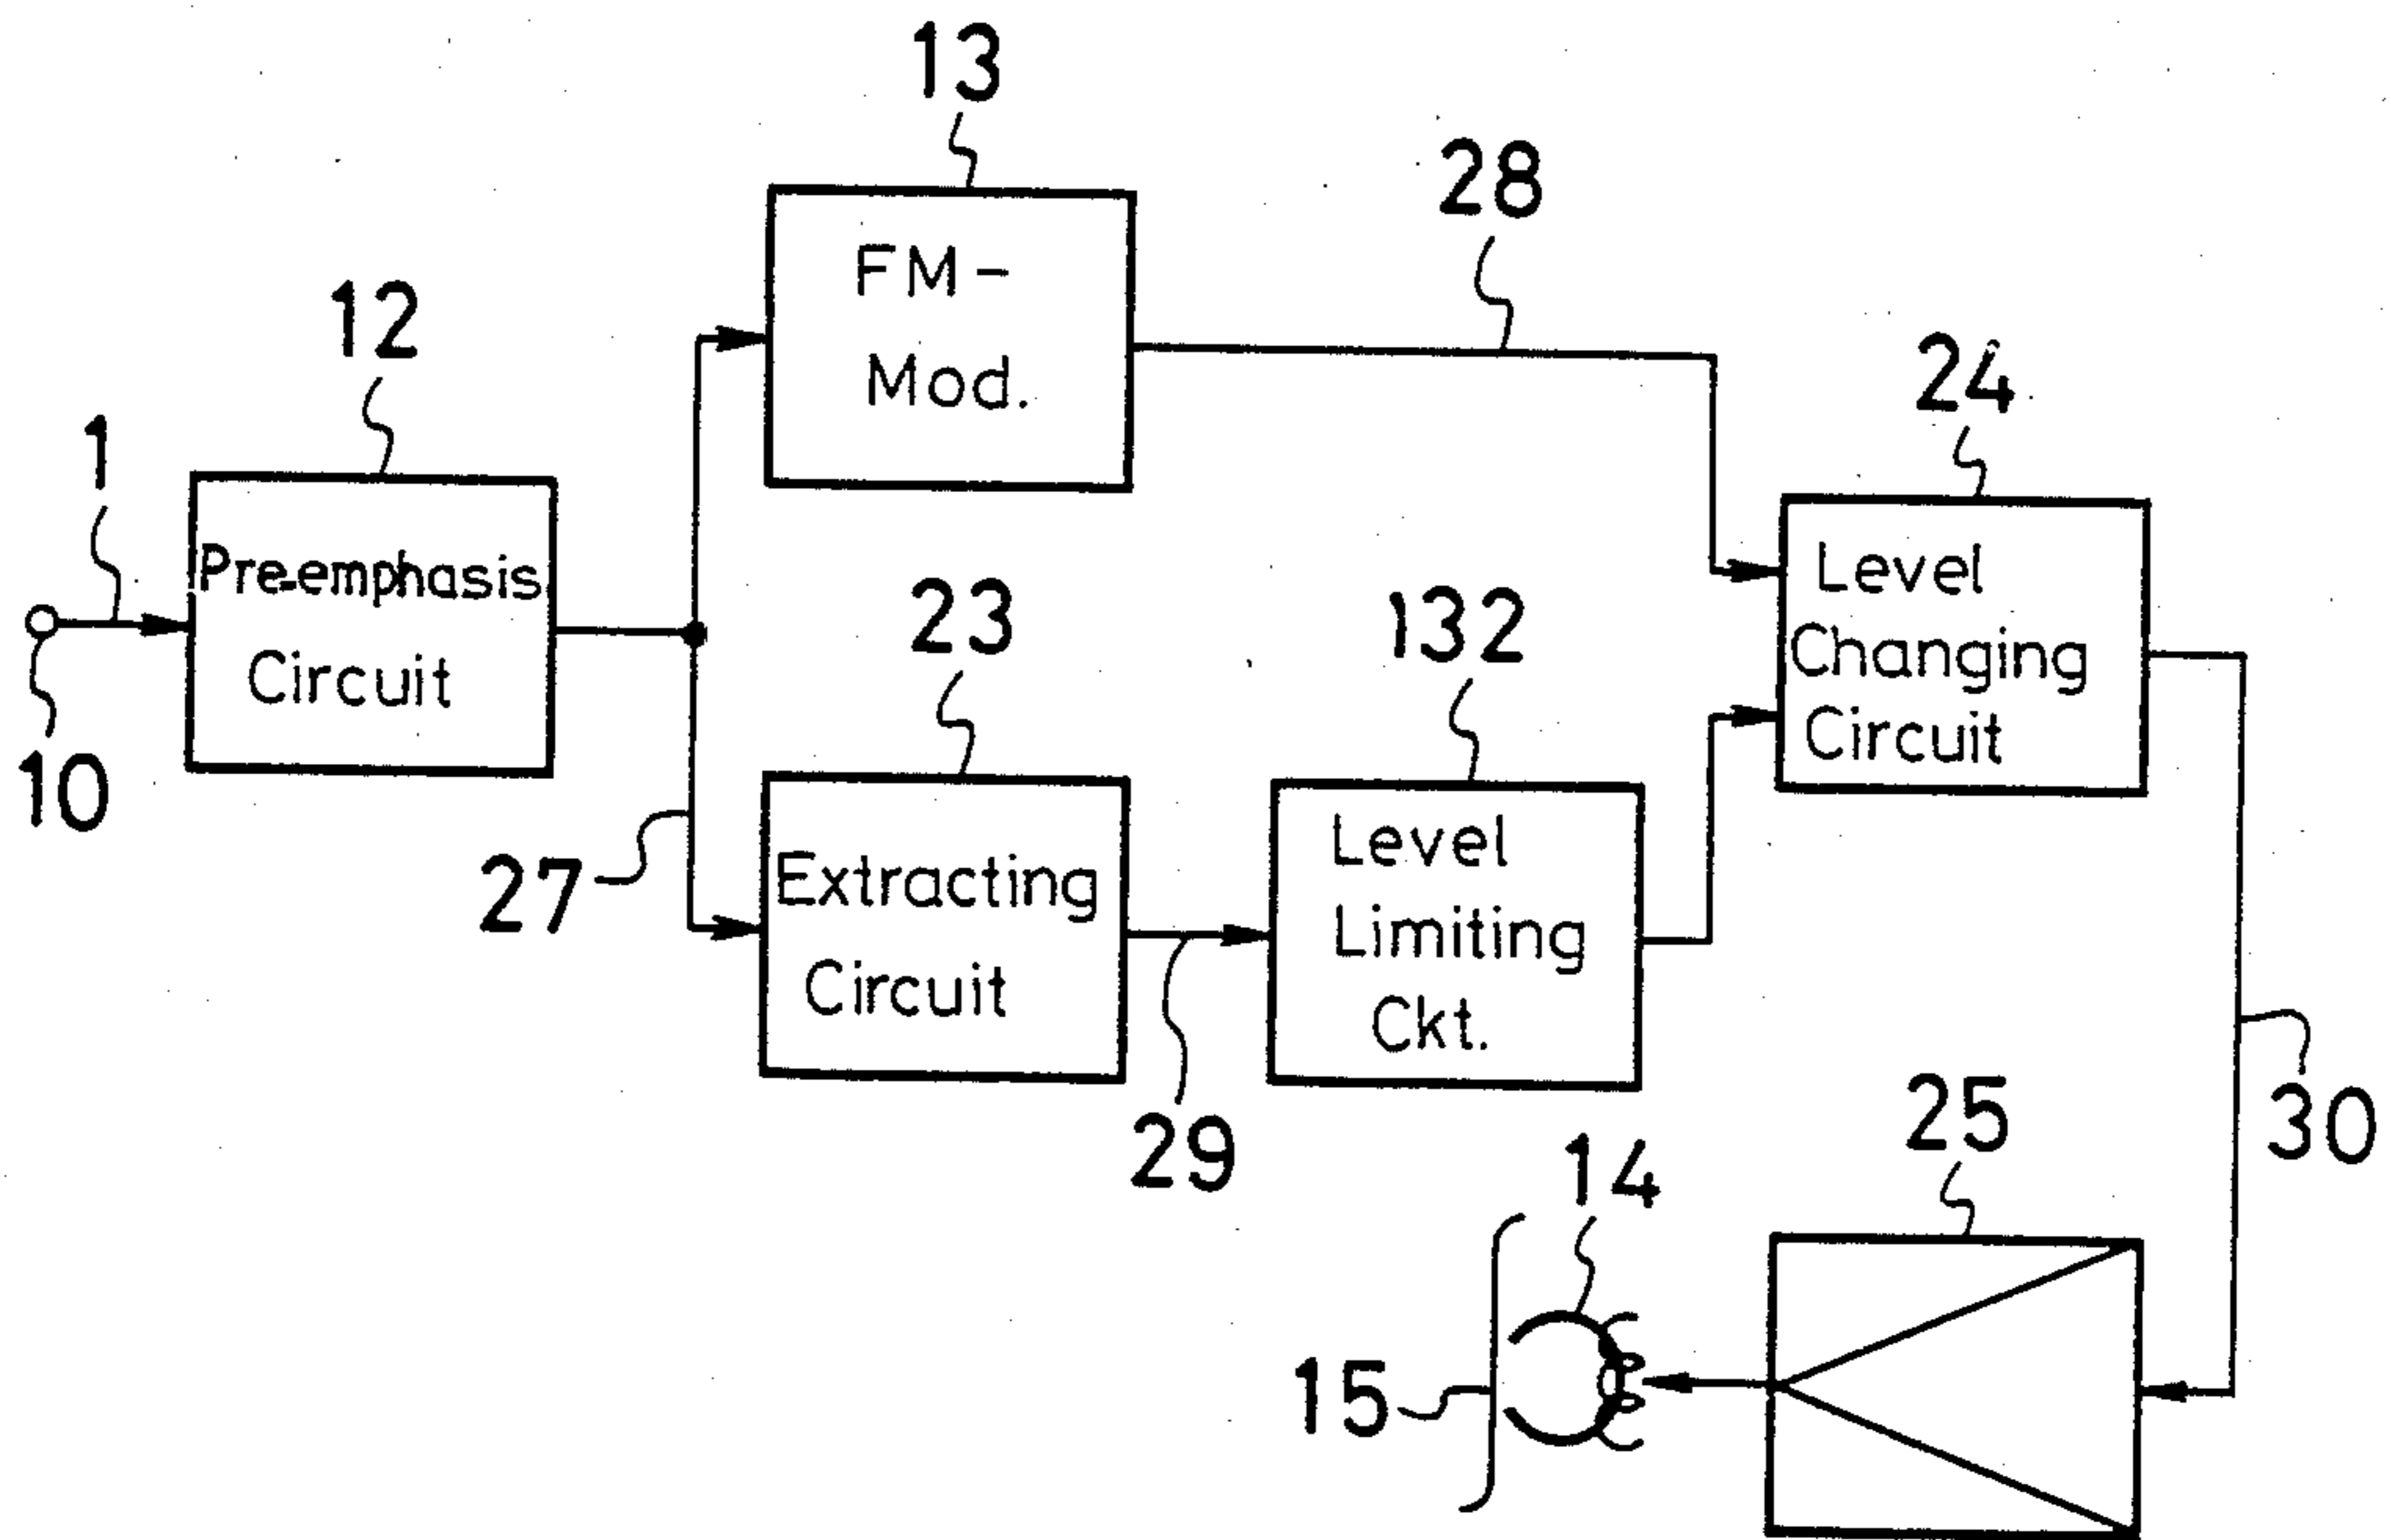 13
28
12
FM-
Mod.
24
1
Pre-emphasis
Circuit
Level
Changing
Circuit
23
132
10
27
Extracting
Circuit
Level
Limiting
Ckt.
29
14
25
30
15